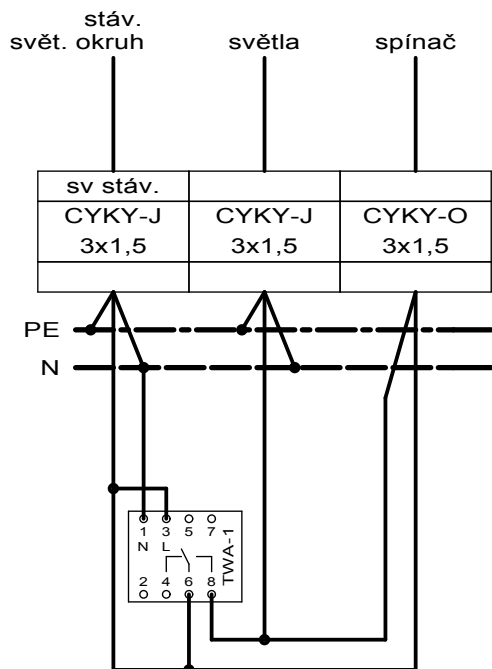 stáv.
svět. okruh
světla
spínač
sv stáv.
CYKY-J
3x1,5
CYKY-J
3x1,5
CYKY-O
3x1,5
PE
N
1 3 5 7
N L
TWA-1
2 4 6 8